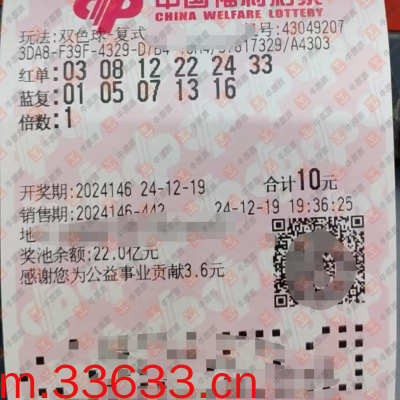 中国福利彩票
CHINA WELFARE LOTTERY
玩法:双色球-复式
号:43049207
3DA8-F39F-4329-D7B4
7817329/A4303
红单:03 08 12 22 24 33
蓝复:01 05 07 13 16
倍数:1
开奖期:2024146 24-12-19 合计10元
销售期:2024146-442 24-12-19 19:36:25
地
奖池余额:22.0亿元
感谢您为公益事业贡献3.6元
m.33633.cn